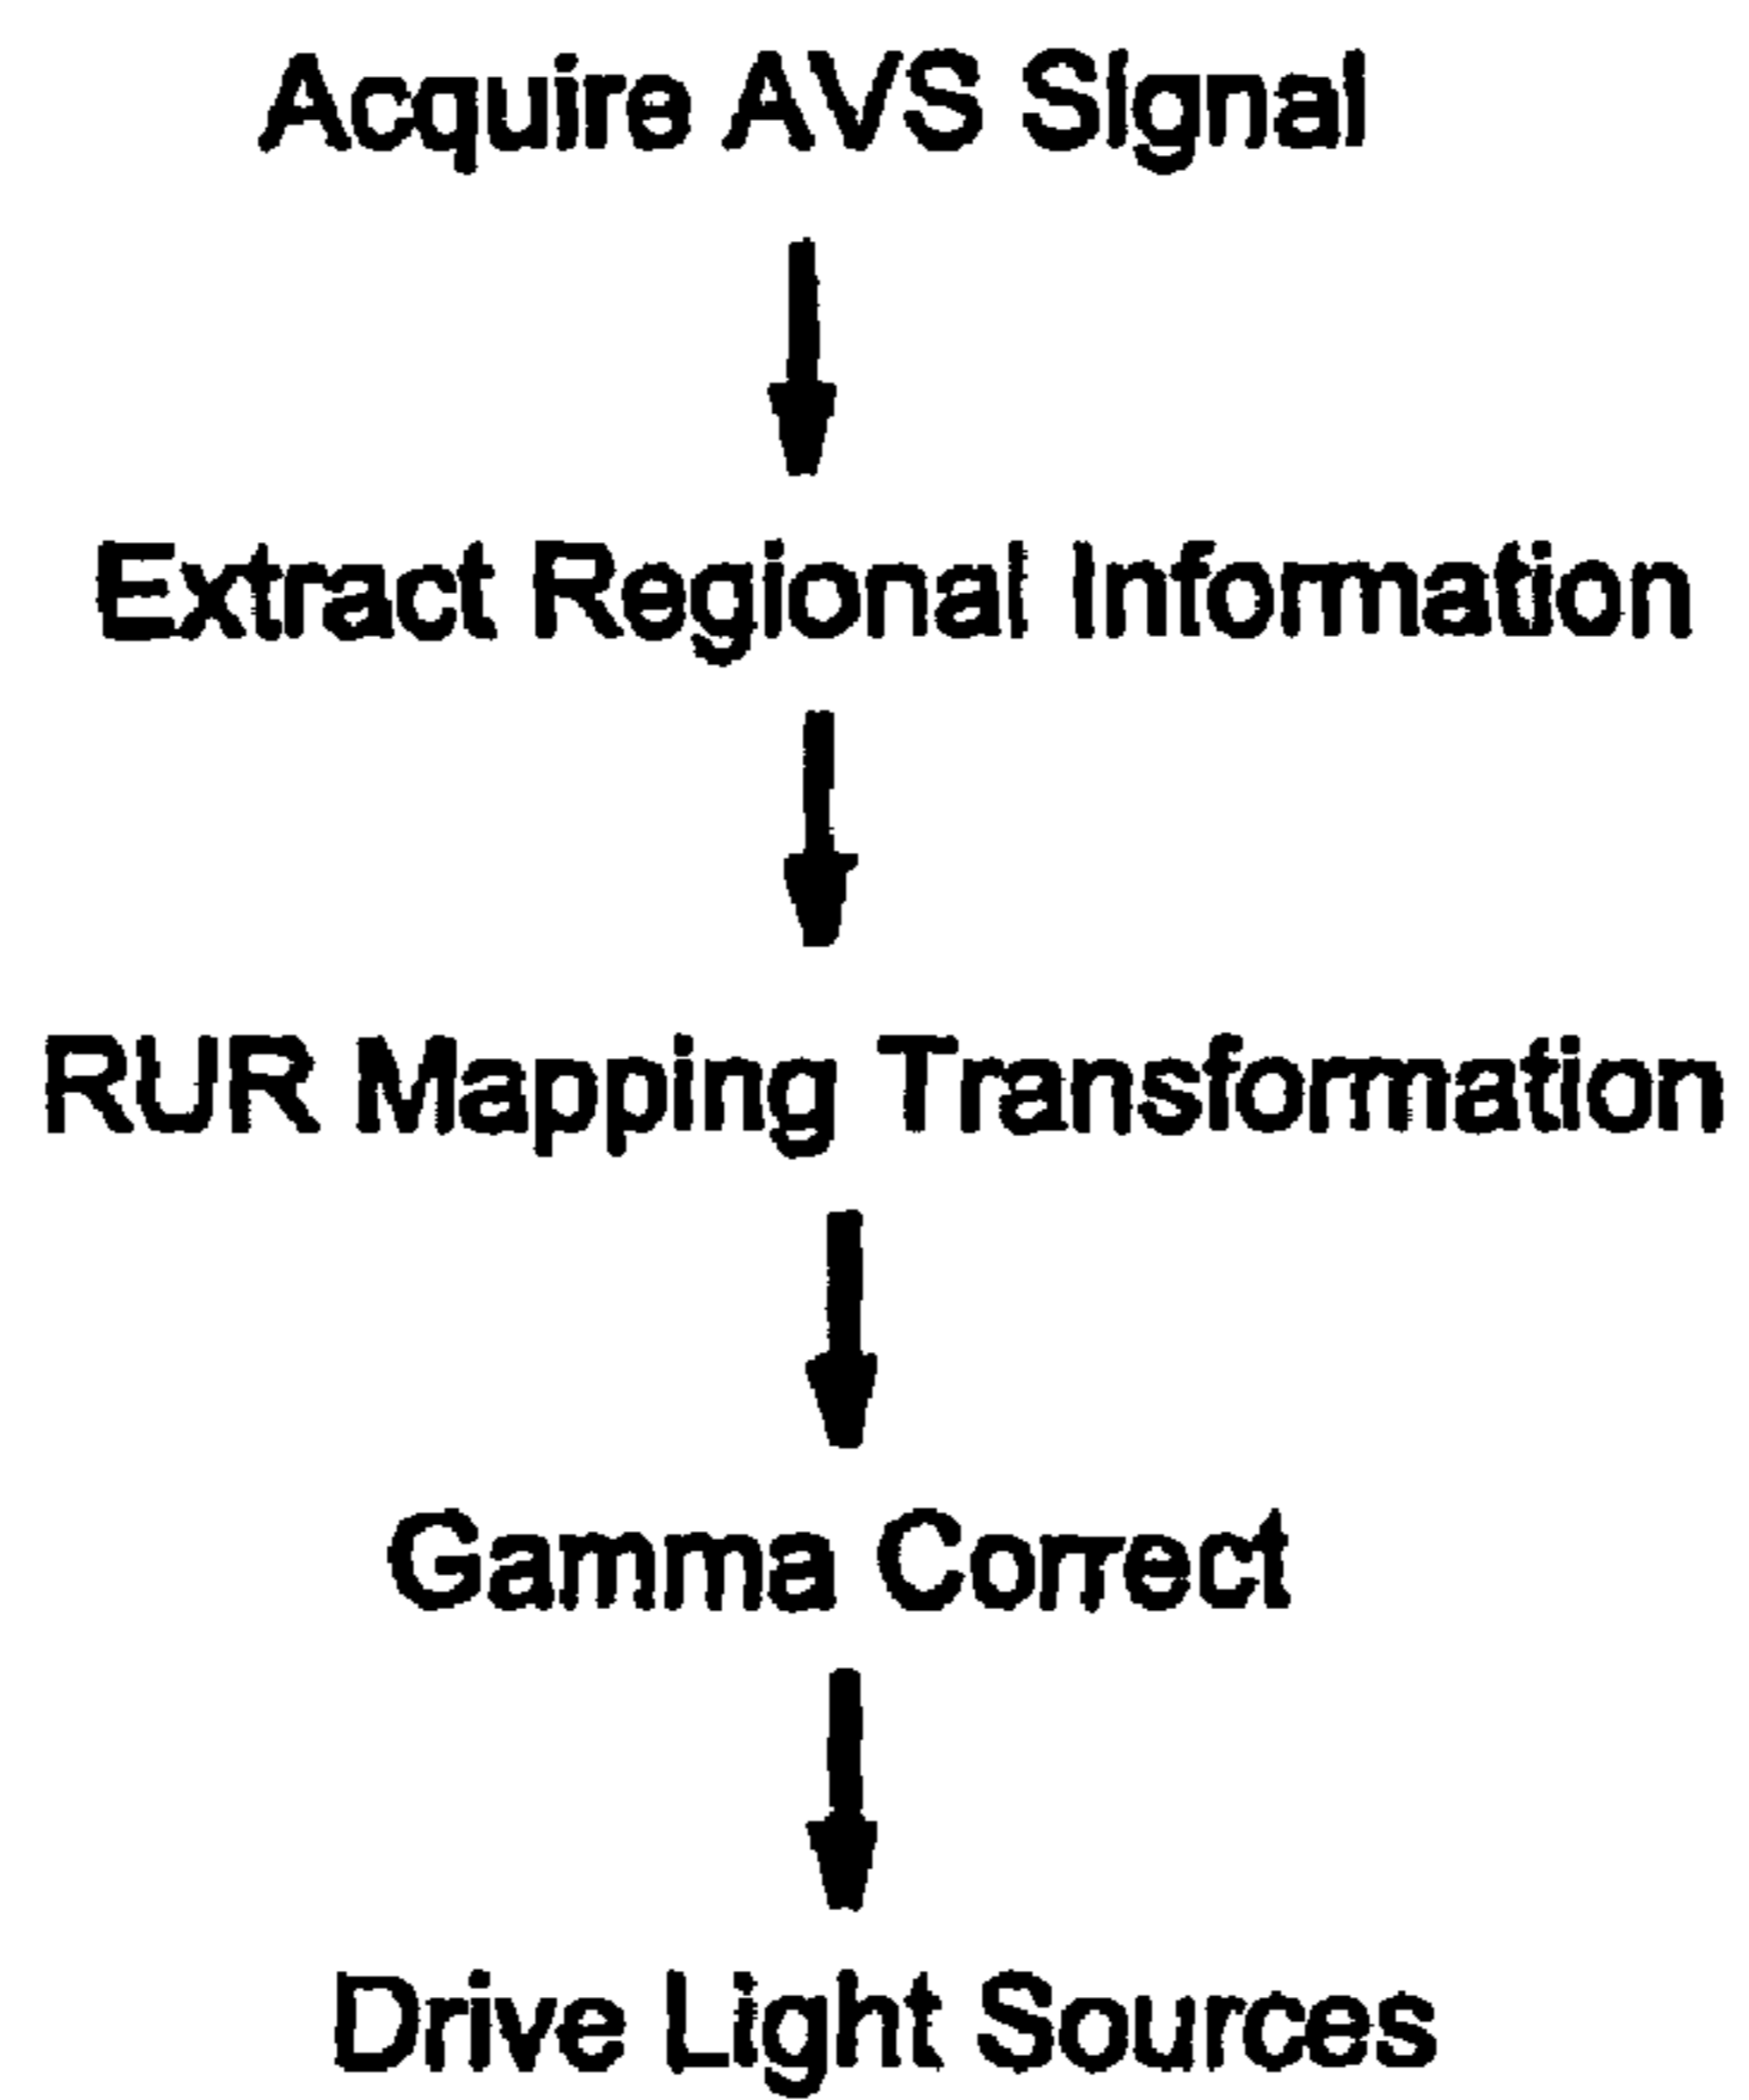 Acquire AVS Signal
Extract Regional Information
RUR Mapping Transformation
Gamma Correct
Drive Light Sources